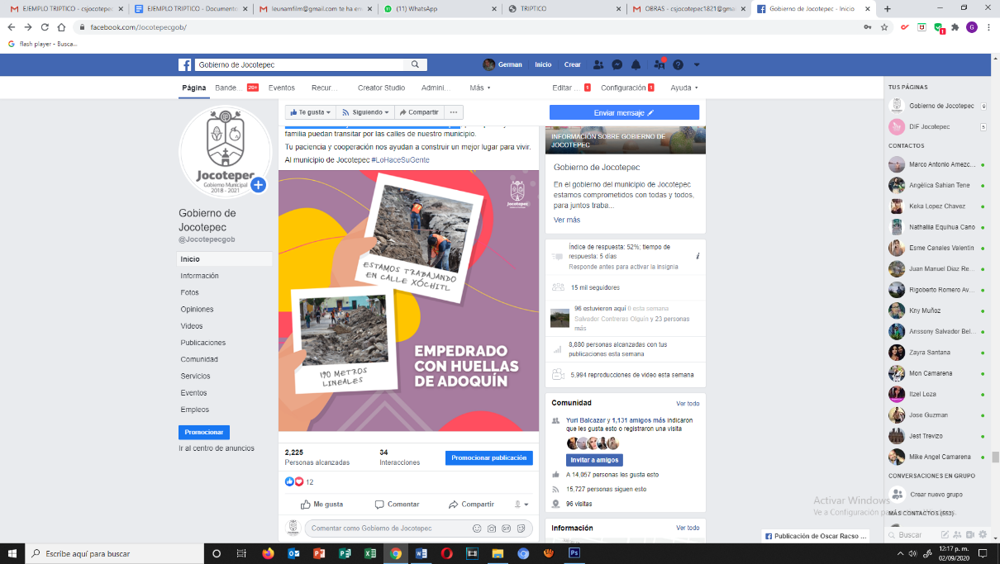 EJEMPLO TRIPTICO - csjocotepec
EJEMPLO TRIPTICO - Documento
leunamfilm@gmail.com te ha en
(11) WhatsApp
TRIPTICO
OBRAS - csjocotepec1821@gma
Gobierno de Jocotepec - Inicio
facebook.com/Jocotepecgob/
G
flash player - Busca...
Gobierno de Jocotepec
German
Inicio
Crear
Página
Bande...
20+
Eventos
Recur...
Creator Studio
Admini...
Más
Editar ...
1
Configuración
1
Ayuda
Te gusta
Siguiendo
Compartir
Enviar mensaje
Jocotepec
Gobierno Municipal
2018 - 2021
Gobierno de
Jocotepec
@Jocotepecgob
Inicio
Información
Fotos
Opiniones
Videos
Publicaciones
Comunidad
Servicios
Eventos
Empleos
Promocionar
Ir al centro de anuncios
familia puedan transitar por las calles de nuestro municipio.
Tu paciencia y cooperación nos ayudan a construir un mejor lugar para vivir.
Al municipio de Jocotepec #LoHaceSuGente
Jocotepec
ESTAMOS TRABAJANDO
EN CALLE XÓCHITL
190 METROS
LINEALES
EMPEDRADO
CON HUELLAS
DE ADOQUÍN
2,225
Personas alcanzadas
34
Interacciones
Promocionar publicación
12
Me gusta
Comentar
Compartir
Comentar como Gobierno de Jocotepec
INFORMACIÓN SOBRE GOBIERNO DE
JOCOTEPEC
Gobierno de Jocotepec
En el gobierno del municipio de Jocotepec
estamos comprometidos con todas y todos,
para juntos traba...
Ver más
Índice de respuesta: 52%; tiempo de
respuesta: 5 días
Responde antes para activar la insignia
15 mil seguidores
96 estuvieron aquí 0 esta semana
Salvador Contreras Olguín y 23 personas
más
8,880 personas alcanzadas con tus
publicaciones esta semana
5,994 reproducciones de video esta semana
Comunidad
Ver todo
Yuri Balcazar y 1,131 amigos más indicaron
que les gusta esto o registraron una visita
Invitar a amigos
A 14,057 personas les gusta esto
15,727 personas siguen esto
96 visitas
Información
Ver todo
TUS PÁGINAS
Gobierno de Jocotepec
DIF Jocotepec
5
CONTACTOS
Marco Antonio Amezc...
Angélica Sahian Tene
Keka Lopez Chavez
Nathaliia Equihua Cano
Esme Canales Valentin
Juan Manuel Díaz Re...
Rigoberto Romero Av...
Kny Muñoz
Anssony Salvador Bel...
Zayra Santana
Mon Camarena
Itzel Loza
Jose Guzman
Jest Trevizo
Mike Angel Camarena
CONVERSACIONES EN GRUPO
Crear nuevo grupo
MÁS CONTACTOS (553)
Activar Windows
Ve a Configuración
Publicación de Oscar Racso ...
Buscar
Escribe aquí para buscar
12:17 p. m.
02/09/2020